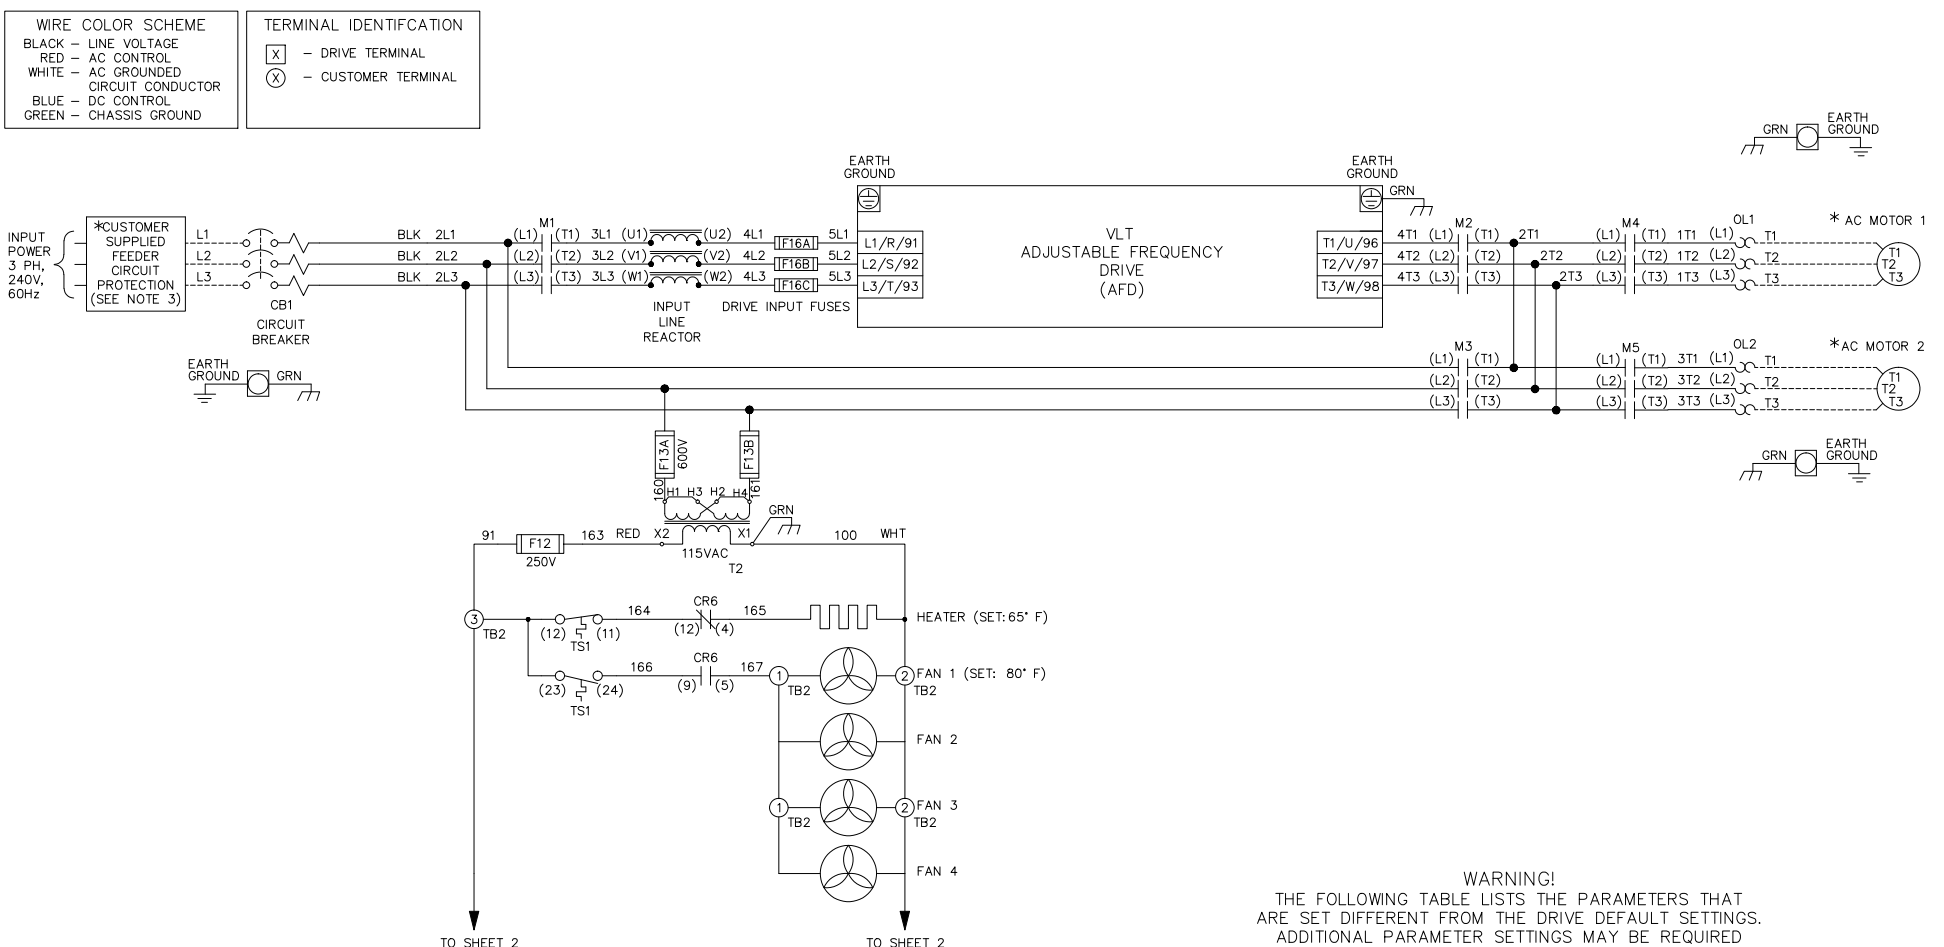 WIRE COLOR SCHEME
BLACK – LINE VOLTAGE
RED – AC CONTROL
WHITE – AC GROUNDED
CIRCUIT CONDUCTOR
BLUE – DC CONTROL
GREEN – CHASSIS GROUND
TERMINAL IDENTIFCATION
X – DRIVE TERMINAL
X – CUSTOMER TERMINAL
GRN
EARTH
GROUND
INPUT
POWER
3 PH,
240V,
60Hz
*CUSTOMER
SUPPLIED
FEEDER
CIRCUIT
PROTECTION
(SEE NOTE 3)
L1
L2
L3
CB1
CIRCUIT
BREAKER
EARTH
GROUND
GRN
M1
BLK 2L1 (L1) (T1) 3L1 (U1) (U2) 4L1 F16A 5L1 L1/R/91
BLK 2L2 (L2) (T2) 3L2 (V1) (V2) 4L2 F16B 5L2 L2/S/92
BLK 2L3 (L3) (T3) 3L3 (W1) (W2) 4L3 F16C 5L3 L3/T/93
INPUT
LINE
REACTOR
DRIVE INPUT FUSES
EARTH
GROUND
VLT
ADJUSTABLE FREQUENCY
DRIVE
(AFD)
EARTH
GROUND
GRN
M2 M4 OL1 * AC MOTOR 1
T1/U/96 4T1 (L1) (T1) 2T1 (L1) (T1) 1T1 (L1) T1
T2/V/97 4T2 (L2) (T2) 2T2 (L2) (T2) 1T2 (L2) T2
T3/W/98 4T3 (L3) (T3) 2T3 (L3) (T3) 1T3 (L3) T3
T1
T2
T3
M3 M5 OL2 *AC MOTOR 2
(L1) (T1) (L1) (T1) 3T1 (L1) T1
(L2) (T2) (L2) (T2) 3T2 (L2) T2
(L3) (T3) (L3) (T3) 3T3 (L3) T3
T1
T2
T3
GRN
EARTH
GROUND
F13A
600V
F13B
160
161
H1 H3 H2 H4
GRN
91 F12 163 RED X2 X1 100 WHT
250V
115VAC
T2
3
TB2
(12) (11)
TS1
164
CR6
(12) (4)
165
HEATER (SET:65° F)
(23) (24)
TS1
166
CR6
(9) (5)
167
1
TB2
2
TB2
FAN 1 (SET: 80° F)
FAN 2
1
TB2
2
TB2
FAN 3
FAN 4
TO SHEET 2
TO SHEET 2
WARNING!
THE FOLLOWING TABLE LISTS THE PARAMETERS THAT
ARE SET DIFFERENT FROM THE DRIVE DEFAULT SETTINGS.
ADDITIONAL PARAMETER SETTINGS MAY BE REQUIRED